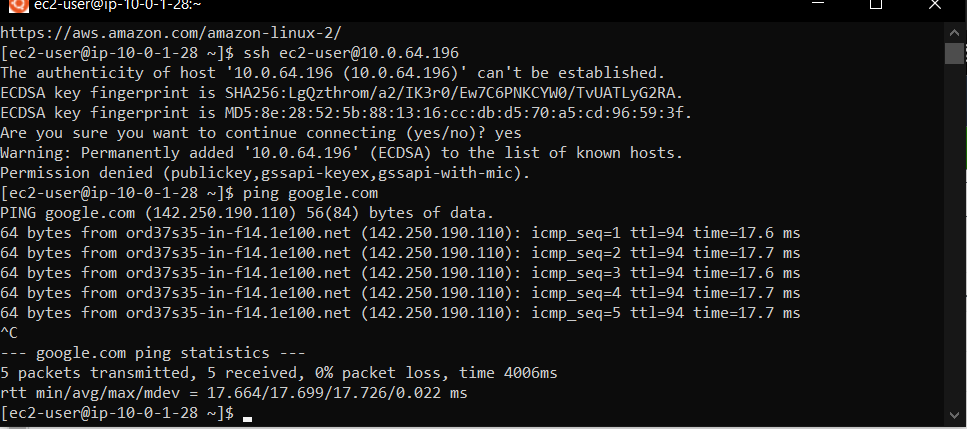 ec2-user@ip-10-0-1-28:~
https://aws.amazon.com/amazon-linux-2/
[ec2-user@ip-10-0-1-28 ~]$ ssh ec2-user@10.0.64.196
The authenticity of host '10.0.64.196 (10.0.64.196)' can't be established.
ECDSA key fingerprint is SHA256:LgQzthrom/a2/IK3r0/Ew7C6PNKCYW0/TvUATLyG2RA.
ECDSA key fingerprint is MD5:8e:28:52:5b:88:13:16:cc:db:d5:70:a5:cd:96:59:3f.
Are you sure you want to continue connecting (yes/no)? yes
Warning: Permanently added '10.0.64.196' (ECDSA) to the list of known hosts.
Permission denied (publickey,gssapi-keyex,gssapi-with-mic).
[ec2-user@ip-10-0-1-28 ~]$ ping google.com
PING google.com (142.250.190.110) 56(84) bytes of data.
64 bytes from ord37s35-in-f14.1e100.net (142.250.190.110): icmp_seq=1 ttl=94 time=17.6 ms
64 bytes from ord37s35-in-f14.1e100.net (142.250.190.110): icmp_seq=2 ttl=94 time=17.7 ms
64 bytes from ord37s35-in-f14.1e100.net (142.250.190.110): icmp_seq=3 ttl=94 time=17.6 ms
64 bytes from ord37s35-in-f14.1e100.net (142.250.190.110): icmp_seq=4 ttl=94 time=17.7 ms
64 bytes from ord37s35-in-f14.1e100.net (142.250.190.110): icmp_seq=5 ttl=94 time=17.7 ms
^C
--- google.com ping statistics ---
5 packets transmitted, 5 received, 0% packet loss, time 4006ms
rtt min/avg/max/mdev = 17.664/17.699/17.726/0.022 ms
[ec2-user@ip-10-0-1-28 ~]$